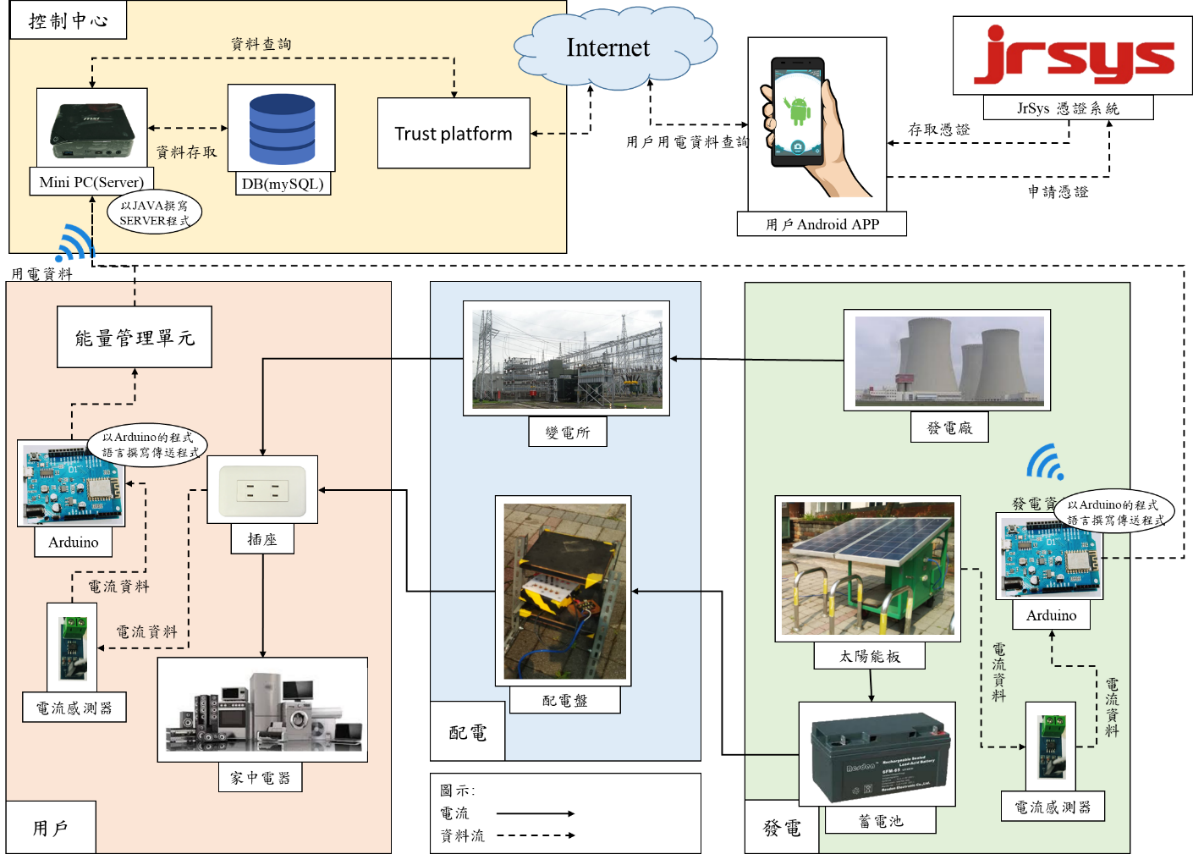 控制中心
資料查詢
Mini PC(Server)
資料存取
DB(mySQL)
Trust platform
以JAVA撰寫
SERVER程式
Internet
用戶用電資料查詢
用戶Android APP
jrsys
JrSys 憑證系統
存取憑證
申請憑證
用電資料
能量管理單元
以Arduino的程式
語言撰寫傳送程式
D1
Arduino
插座
電流資料
電流資料
電流感測器
家中電器
用戶
變電所
配電盤
配電
圖示:
電流
資料流
發電廠
發電資
以Arduino的程式
語言撰寫傳送程式
D1
Arduino
太陽能板
電流資料
電流資料
電流感測器
蓄電池
發電